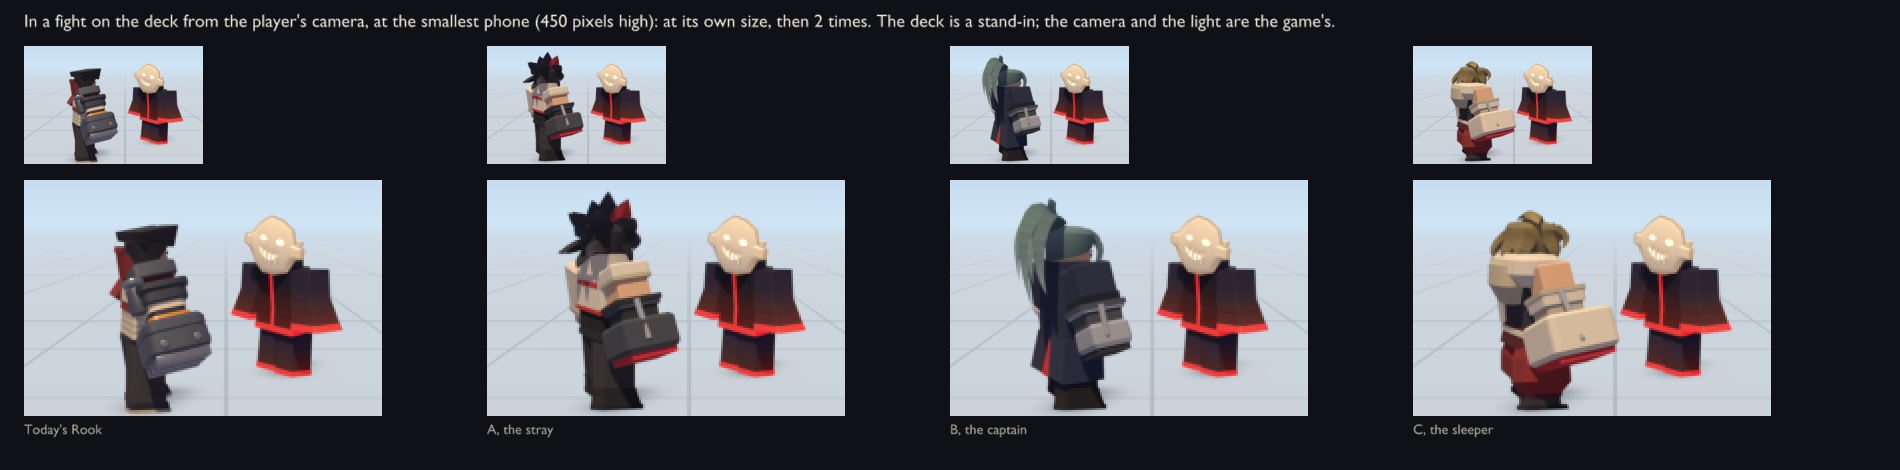 In a fight on the deck from the player's camera, at the smallest phone (450 pixels high): at its own size, then 2 times. The deck is a stand-in; the camera and the light are the game's.
Today's Rook
A, the stray
B, the captain
C, the sleeper